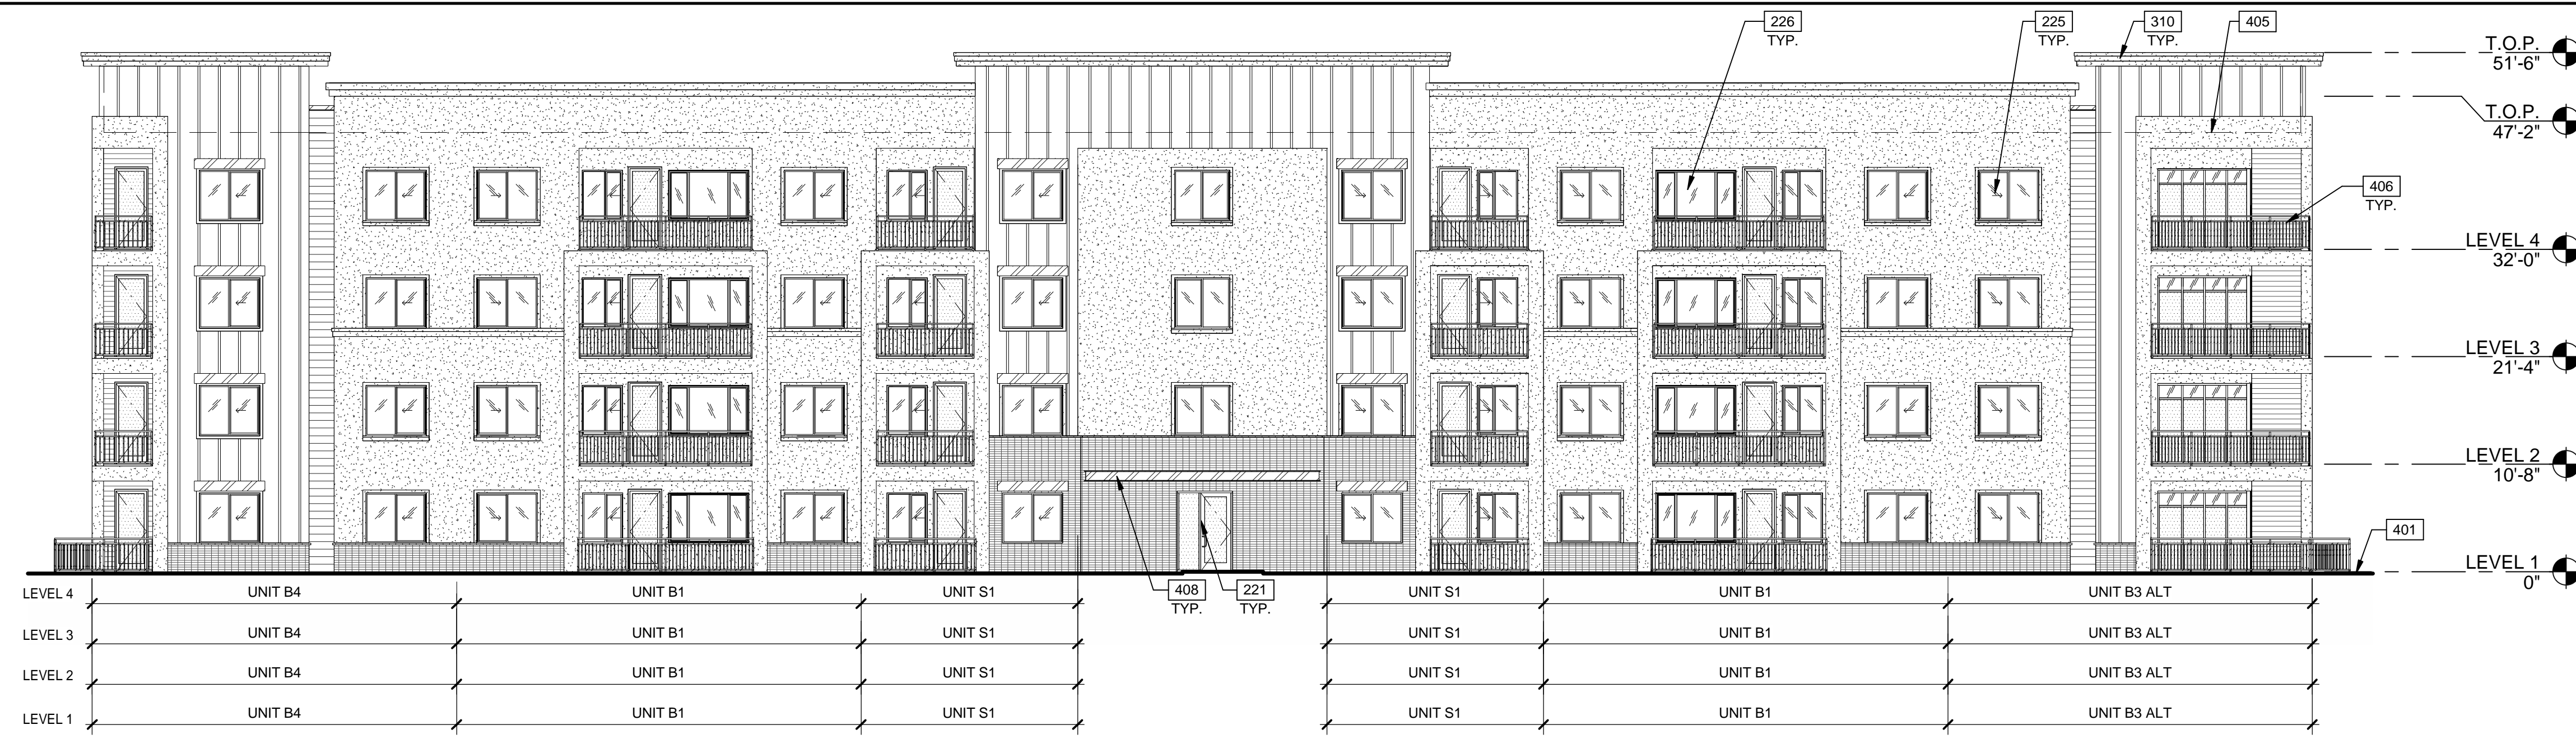 226
TYP.
225
TYP.
310
TYP.
405
T.O.P.
51'-6"
T.O.P.
47'-2"
406
TYP.
LEVEL 4
32'-0"
LEVEL 3
21'-4"
LEVEL 2
10'-8"
401
LEVEL 1
0"
408
TYP.
221
TYP.
LEVEL 4 UNIT B4 UNIT B1 UNIT S1 UNIT S1 UNIT B1 UNIT B3 ALT
LEVEL 3 UNIT B4 UNIT B1 UNIT S1 UNIT S1 UNIT B1 UNIT B3 ALT
LEVEL 2 UNIT B4 UNIT B1 UNIT S1 UNIT S1 UNIT B1 UNIT B3 ALT
LEVEL 1 UNIT B4 UNIT B1 UNIT S1 UNIT S1 UNIT B1 UNIT B3 ALT